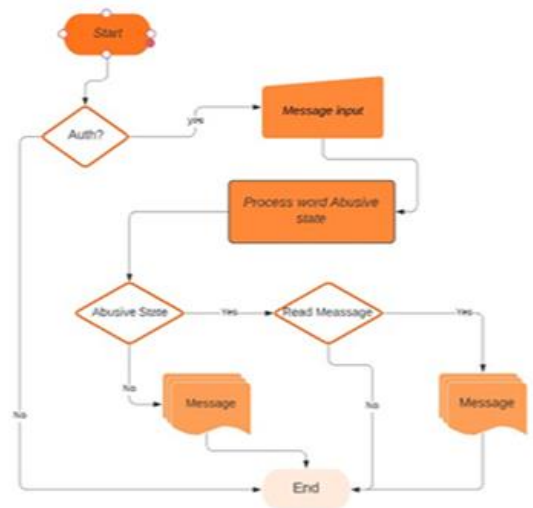 Start
Auth?
yes
Message input
Process word Abusive
state
Abusive State
Yes
Read Meassage
Yes
No
Message
No
Message
No
End